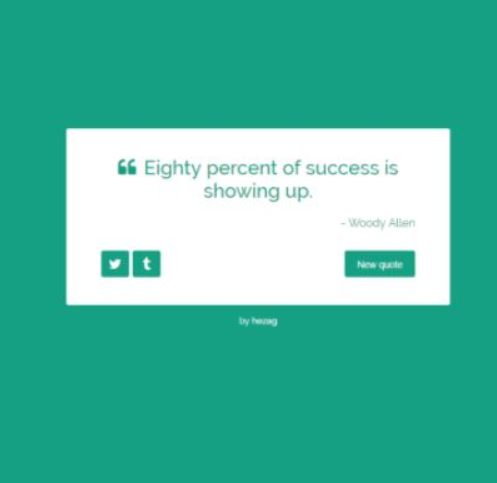 Eighty percent of success is
showing up.
- Woody Allen
New quote
by hezag